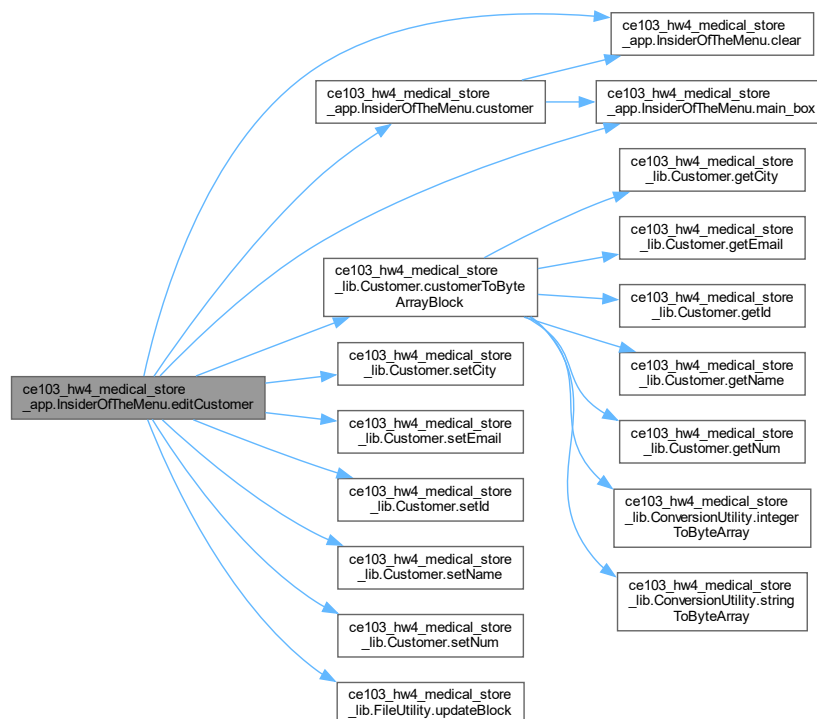 ce103_hw4_medical_store
_app.InsiderOfTheMenu.clear
ce103_hw4_medical_store
_app.InsiderOfTheMenu.customer
ce103_hw4_medical_store
_app.InsiderOfTheMenu.main_box
ce103_hw4_medical_store
_lib.Customer.getCity
ce103_hw4_medical_store
_lib.Customer.getEmail
ce103_hw4_medical_store
_lib.Customer.customerToByte
ArrayBlock
ce103_hw4_medical_store
_lib.Customer.getId
ce103_hw4_medical_store
_lib.Customer.setCity
ce103_hw4_medical_store
_lib.Customer.getName
ce103_hw4_medical_store
_app.InsiderOfTheMenu.editCustomer
ce103_hw4_medical_store
_lib.Customer.setEmail
ce103_hw4_medical_store
_lib.Customer.getNum
ce103_hw4_medical_store
_lib.Customer.setId
ce103_hw4_medical_store
_lib.ConversionUtility.integer
ToByteArray
ce103_hw4_medical_store
_lib.Customer.setName
ce103_hw4_medical_store
_lib.ConversionUtility.string
ToByteArray
ce103_hw4_medical_store
_lib.Customer.setNum
ce103_hw4_medical_store
_lib.FileUtility.updateBlock